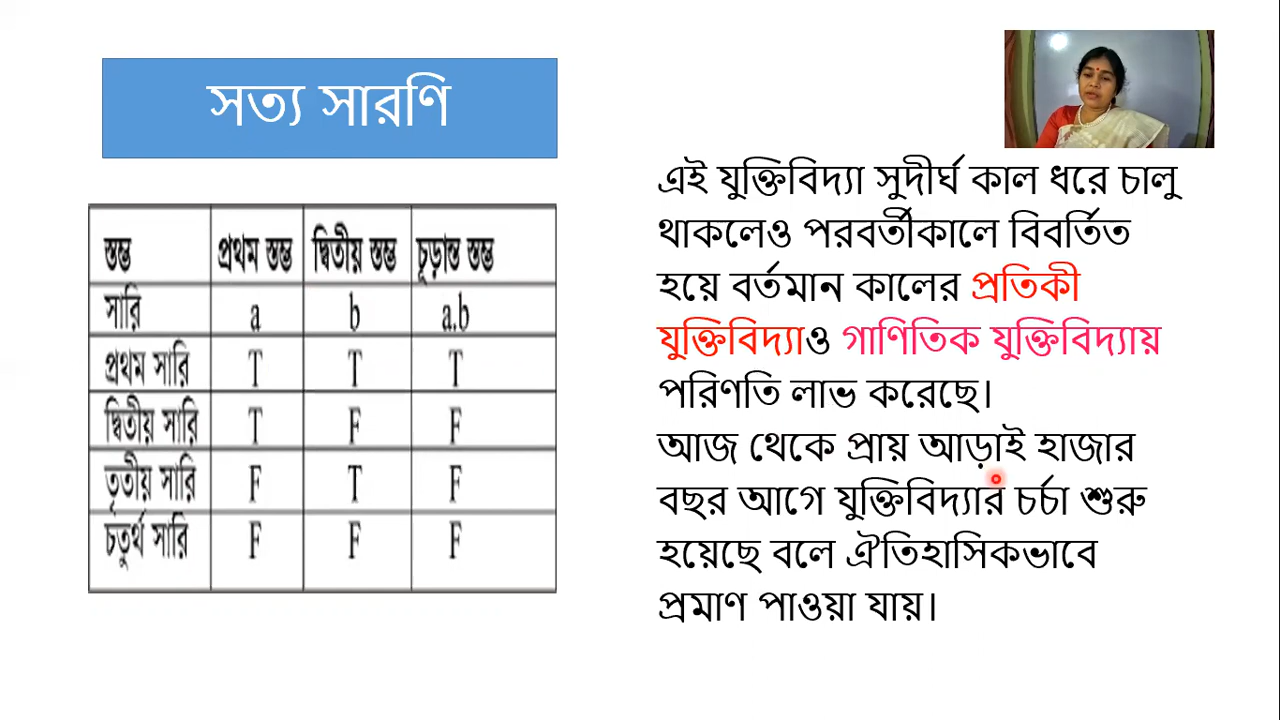 সত্য সারণি
স্তম্ভ প্রথম স্তম্ভ দ্বিতীয় স্তম্ভ চূড়ান্ত স্তম্ভ
সারি a b a.b
প্রথম সারি T T T
দ্বিতীয় সারি T F F
তৃতীয় সারি F T F
চতুর্থ সারি F F F
এই যুক্তিবিদ্যা সুদীর্ঘ কাল ধরে চালু
থাকলেও পরবর্তীকালে বিবর্তিত
হয়ে বর্তমান কালের প্রতিকী
যুক্তিবিদ্যাও গাণিতিক যুক্তিবিদ্যায়
পরিণতি লাভ করেছে।
আজ থেকে প্রায় আড়াই হাজার
বছর আগে যুক্তিবিদ্যার চর্চা শুরু
হয়েছে বলে ঐতিহাসিকভাবে
প্রমাণ পাওয়া যায়।